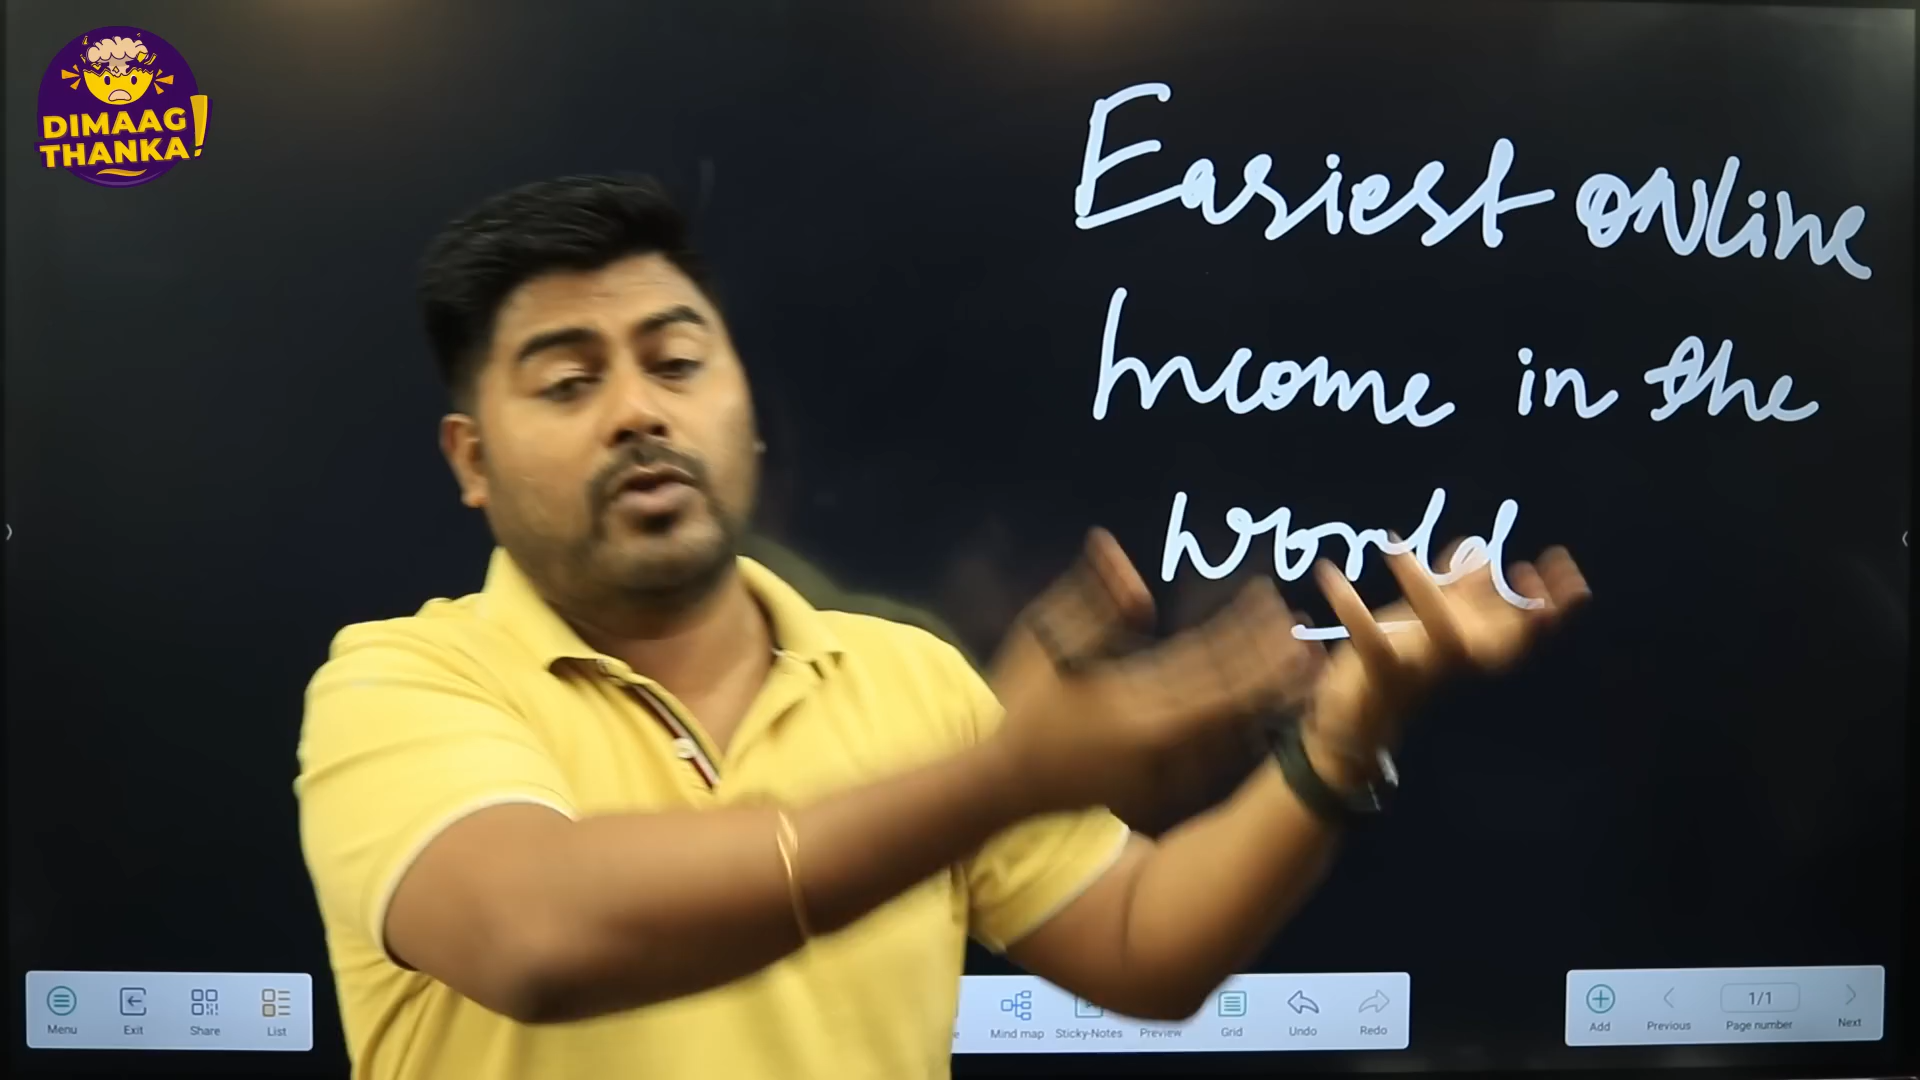 DIMAAG
THANKA!
Easiest online
Income in the
World
Menu
Exit
Share
List
Mind map
Sticky-Notes
Preview
Grid
Undo
Redo
Add
Previous
1/1
Page number
Next